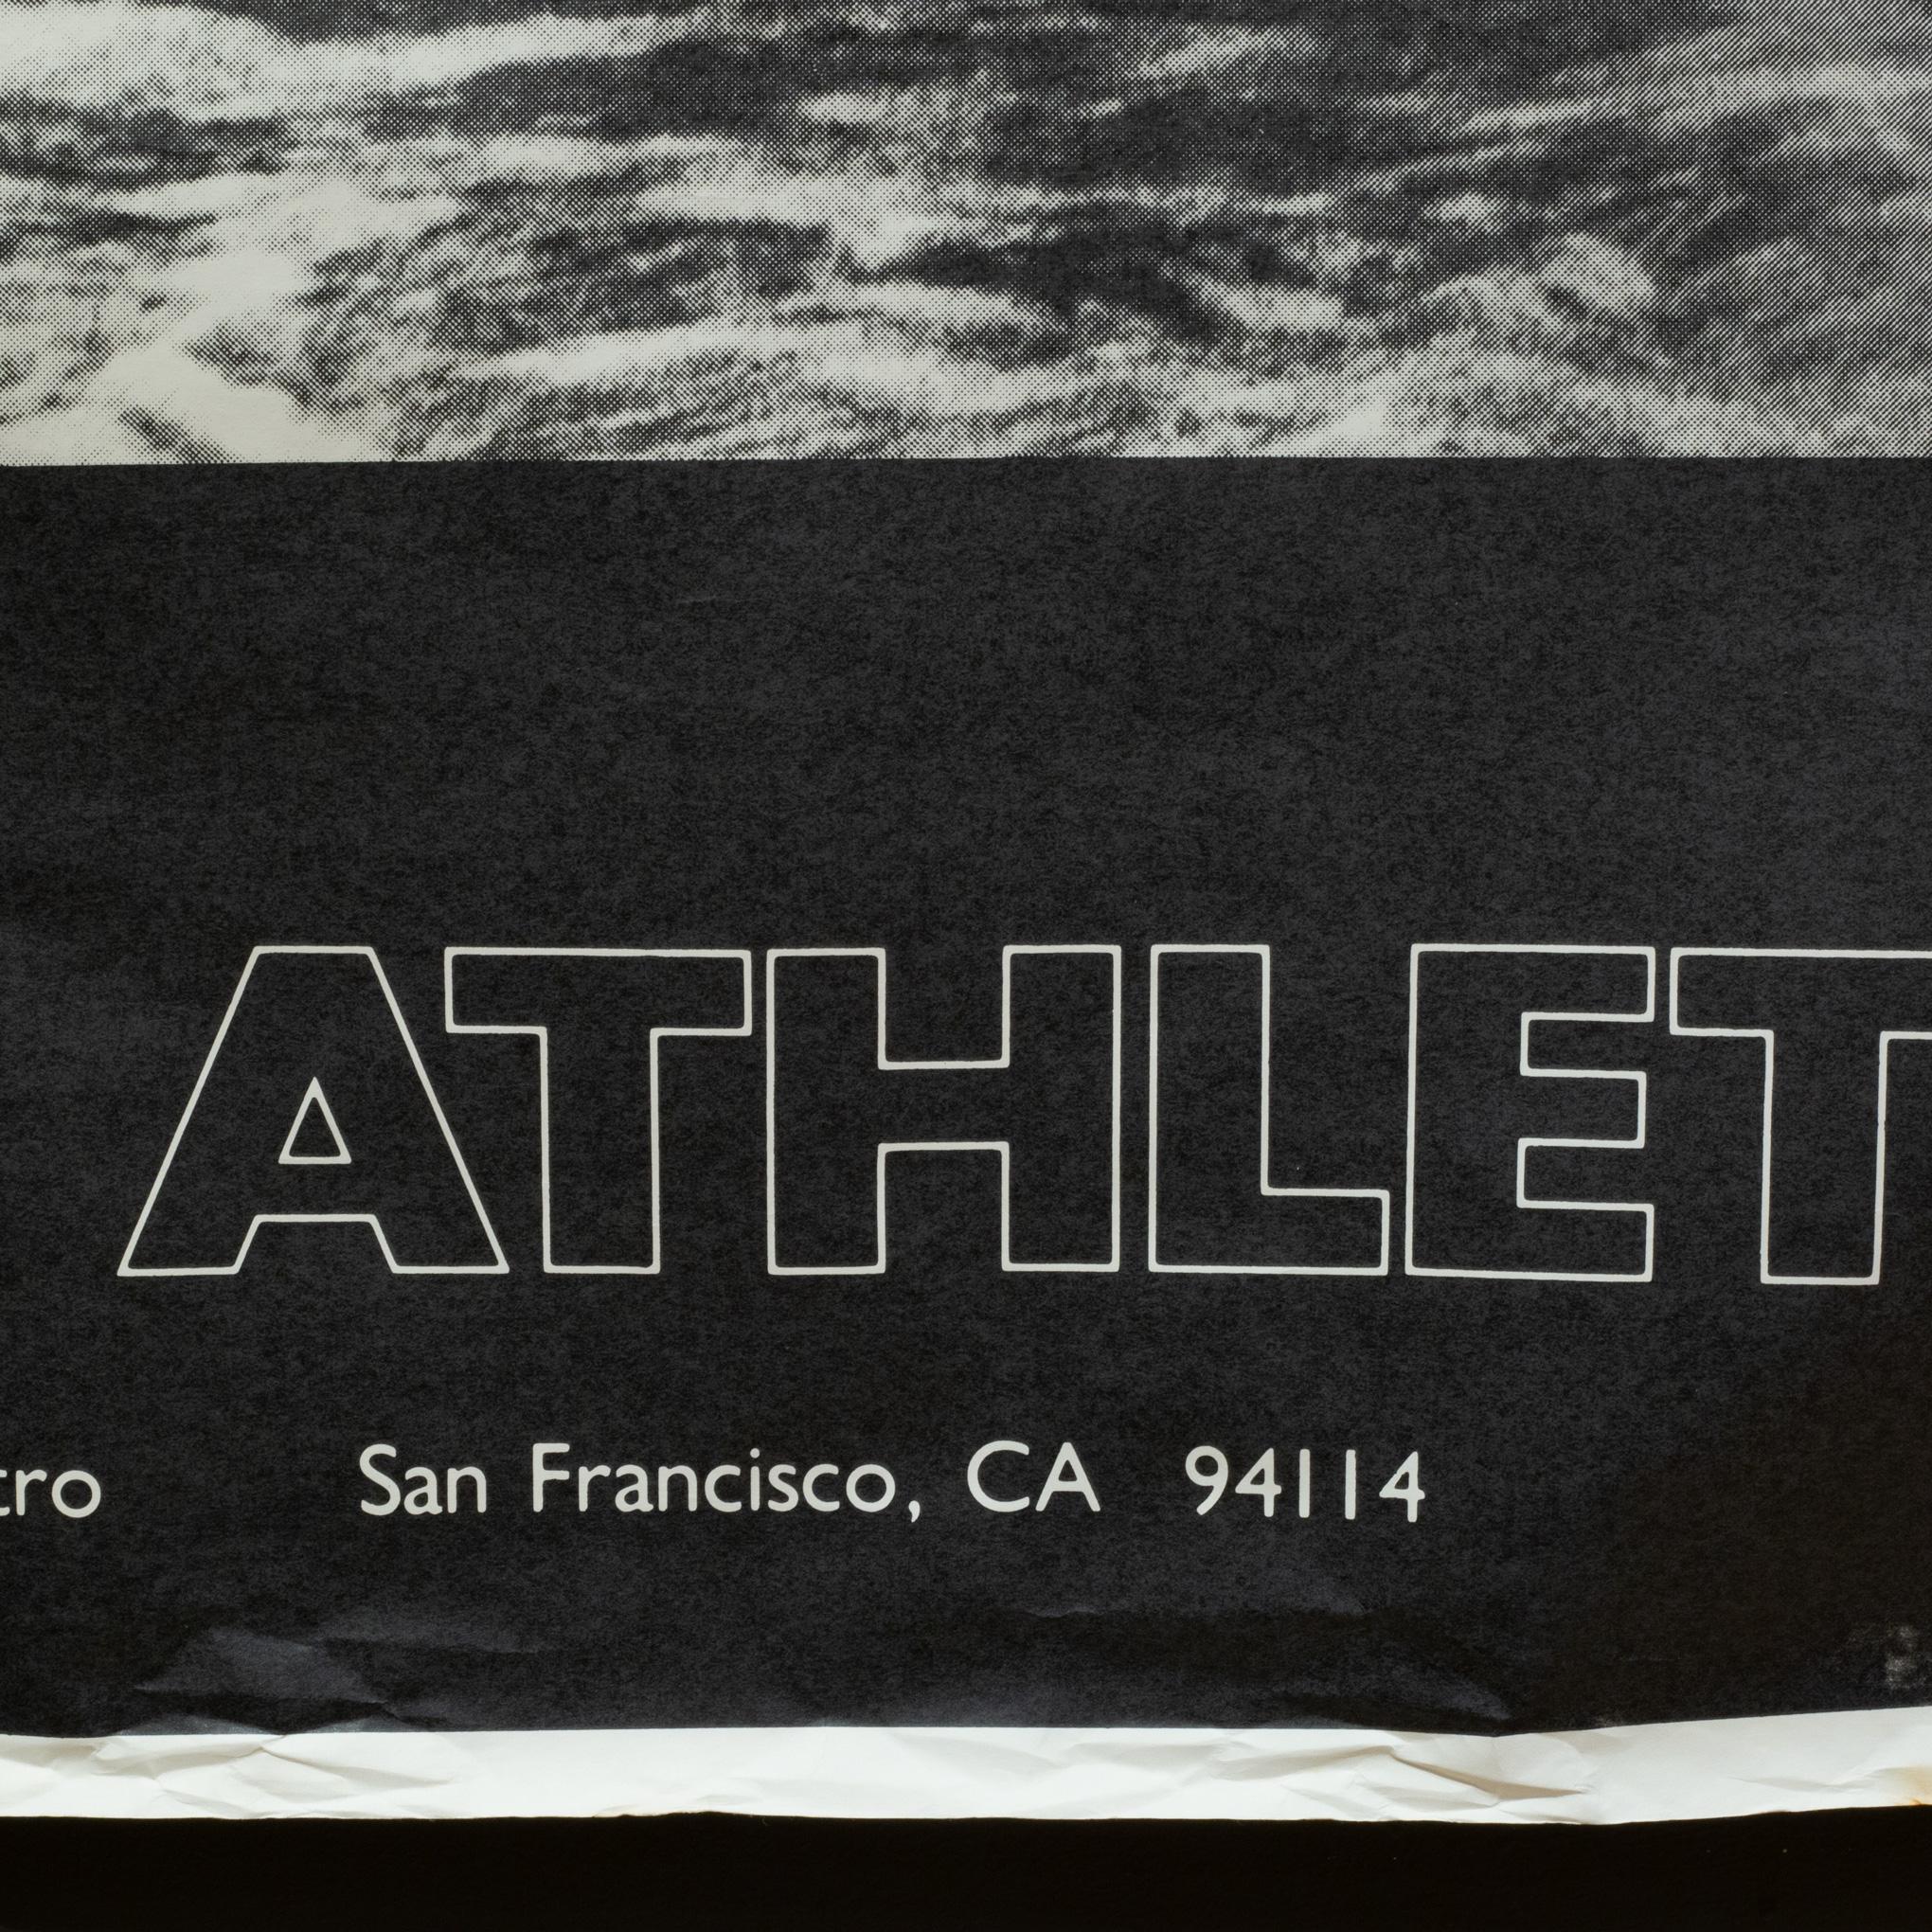 ATHLET
tro San Francisco, CA 94114